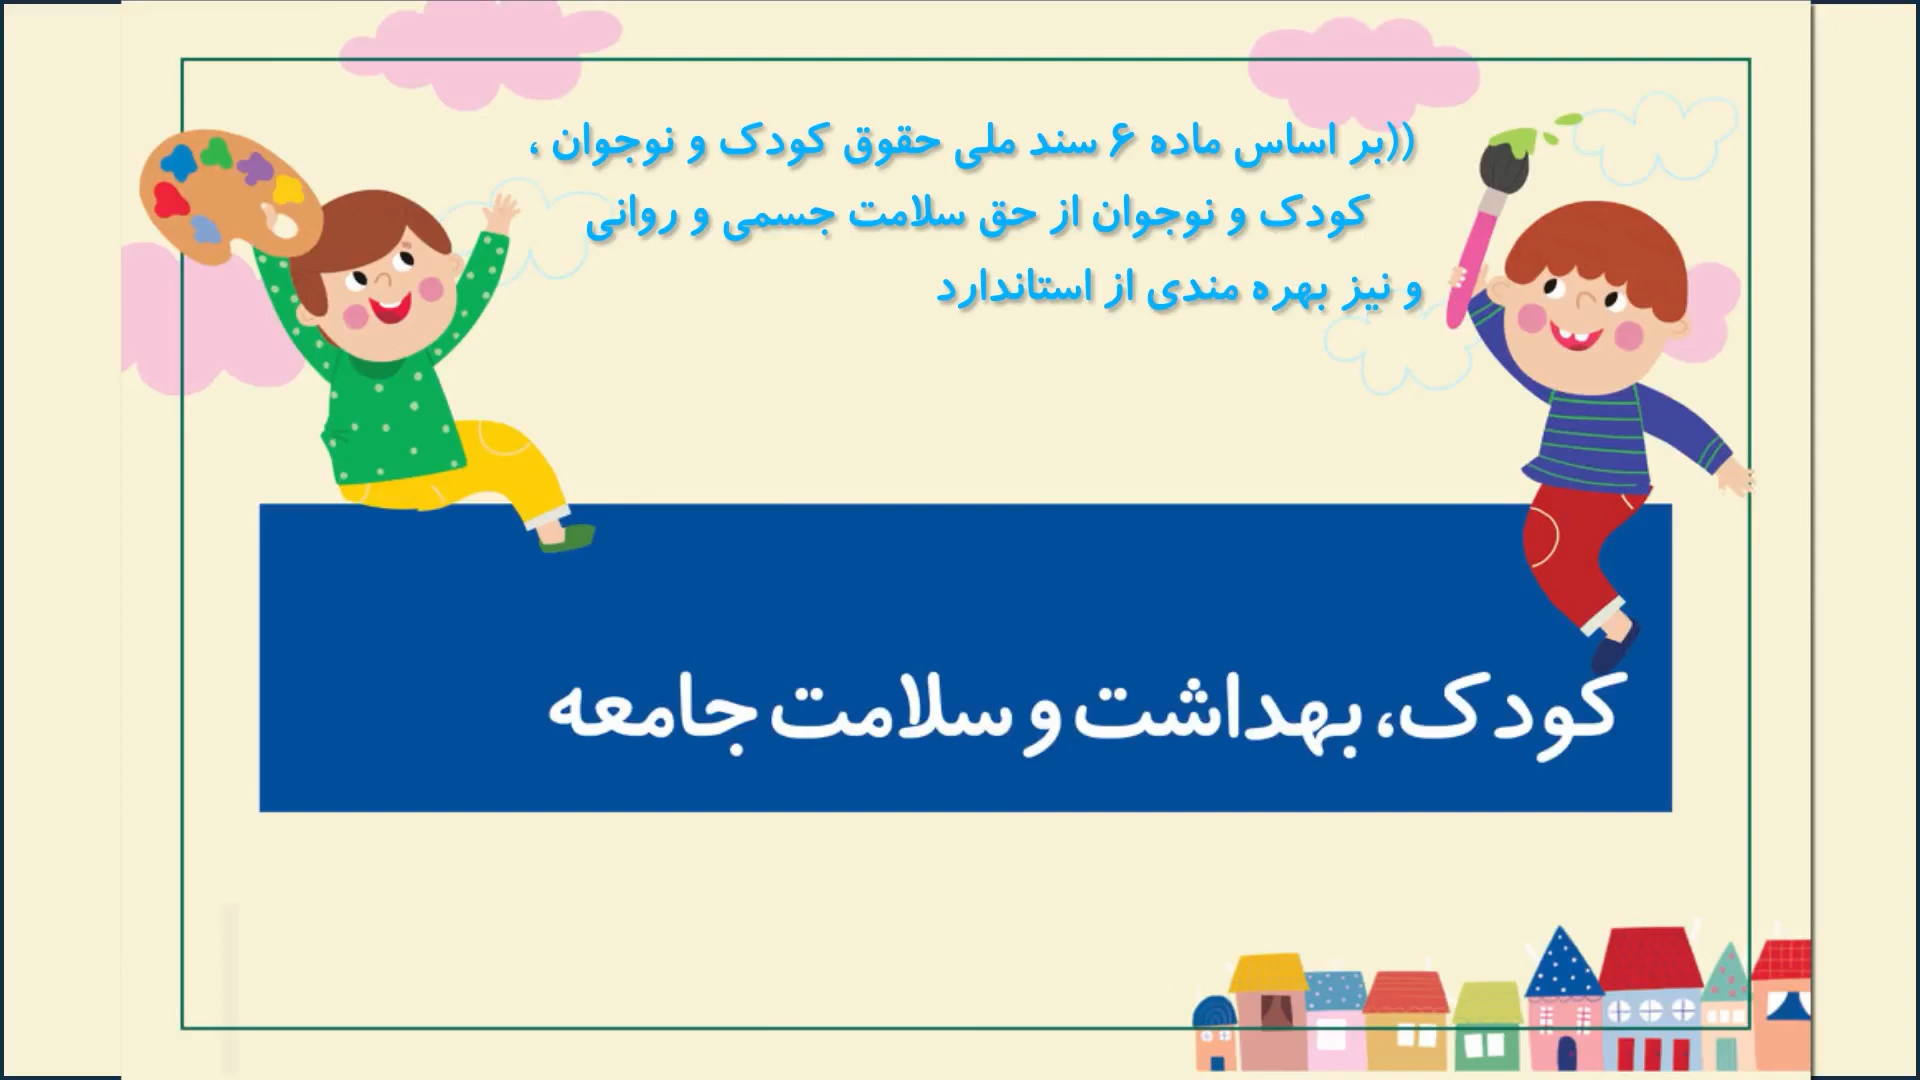 ((بر اساس ماده ۶ سند ملی حقوق کودک و نوجوان ،
کودک و نوجوان از حق سلامت جسمی و روانی
و نیز بهره مندی از استاندارد
کودک، بهداشت و سلامت جامعه